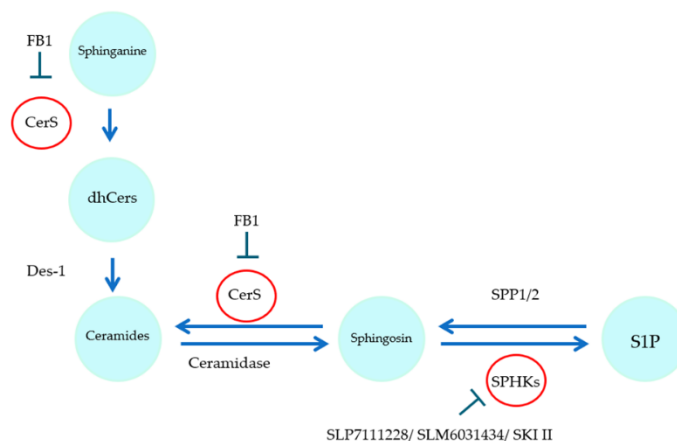 FB1
Sphinganine
CerS
dhCers
FB1
Des-1
CerS
SPP1/2
Ceramides
Sphingosin
S1P
Ceramidase
SPHKs
SLP7111228/ SLM6031434/ SKI II